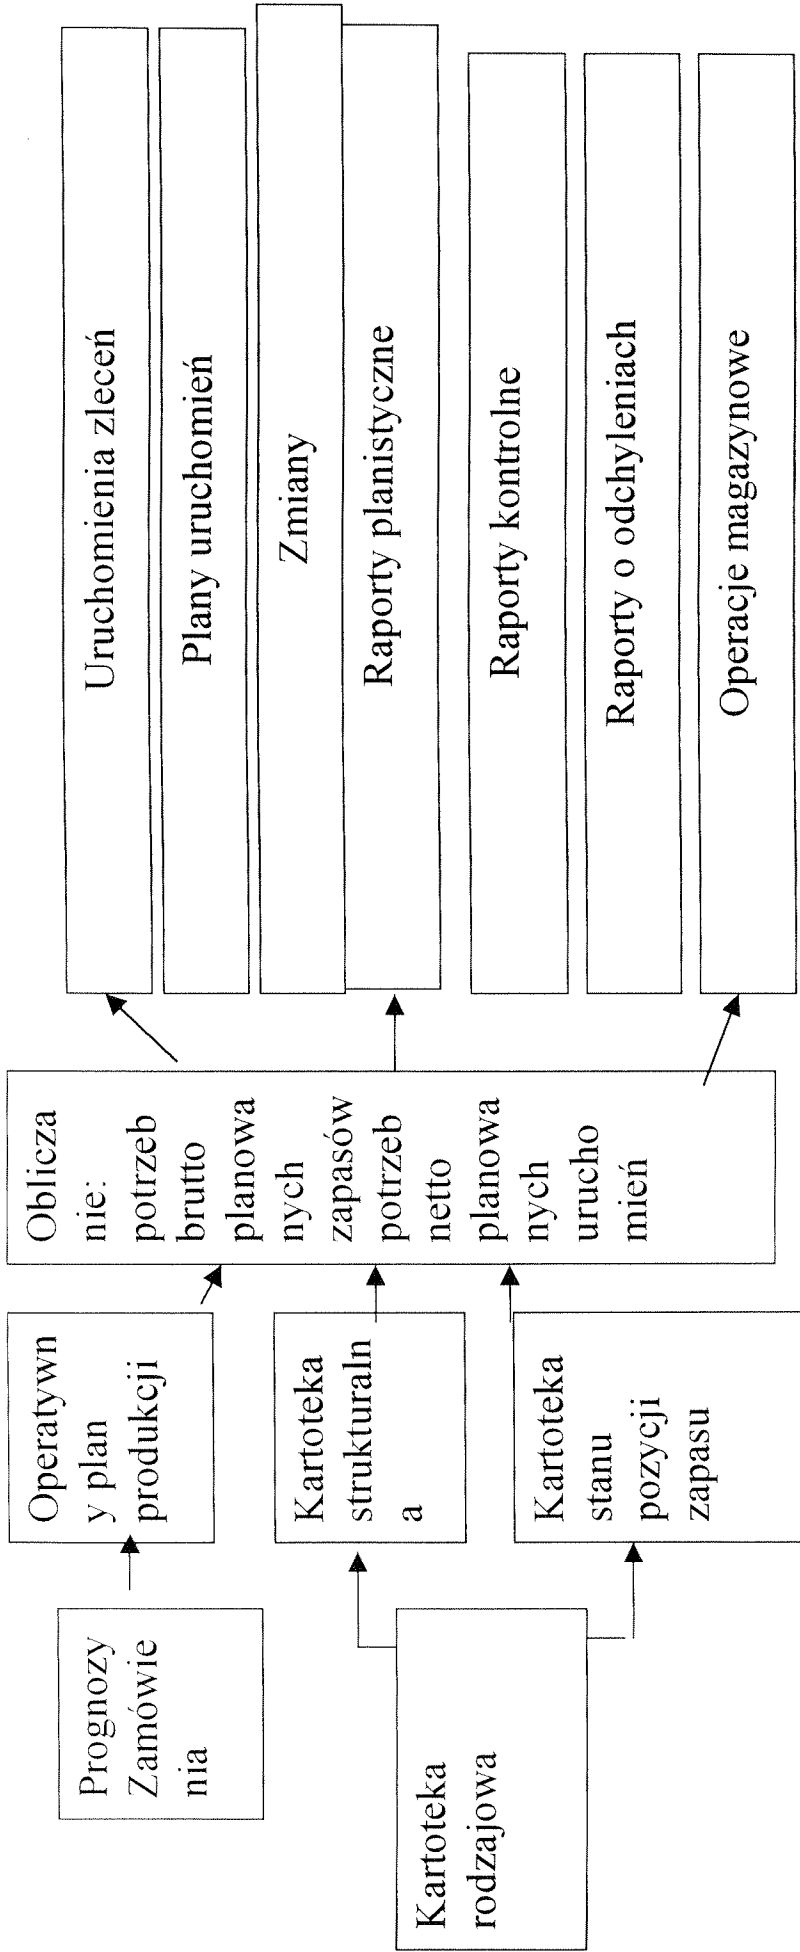 Prognozy
Zamówie
nia
Kartoteka
rodzajowa
Operatywn
y plan
produkcji
Kartoteka
strukturaln
a
Kartoteka
stanu
pozycji
zapasu
Oblicza
nie:
potrzeb
brutto
planowa
nych
zapasów
potrzeb
netto
planowa
nych
urucho
mień
Uruchomienia zleceń
Plany uruchomień
Zmiany
Raporty planistyczne
Raporty kontrolne
Raporty o odchyleniach
Operacje magazynowe